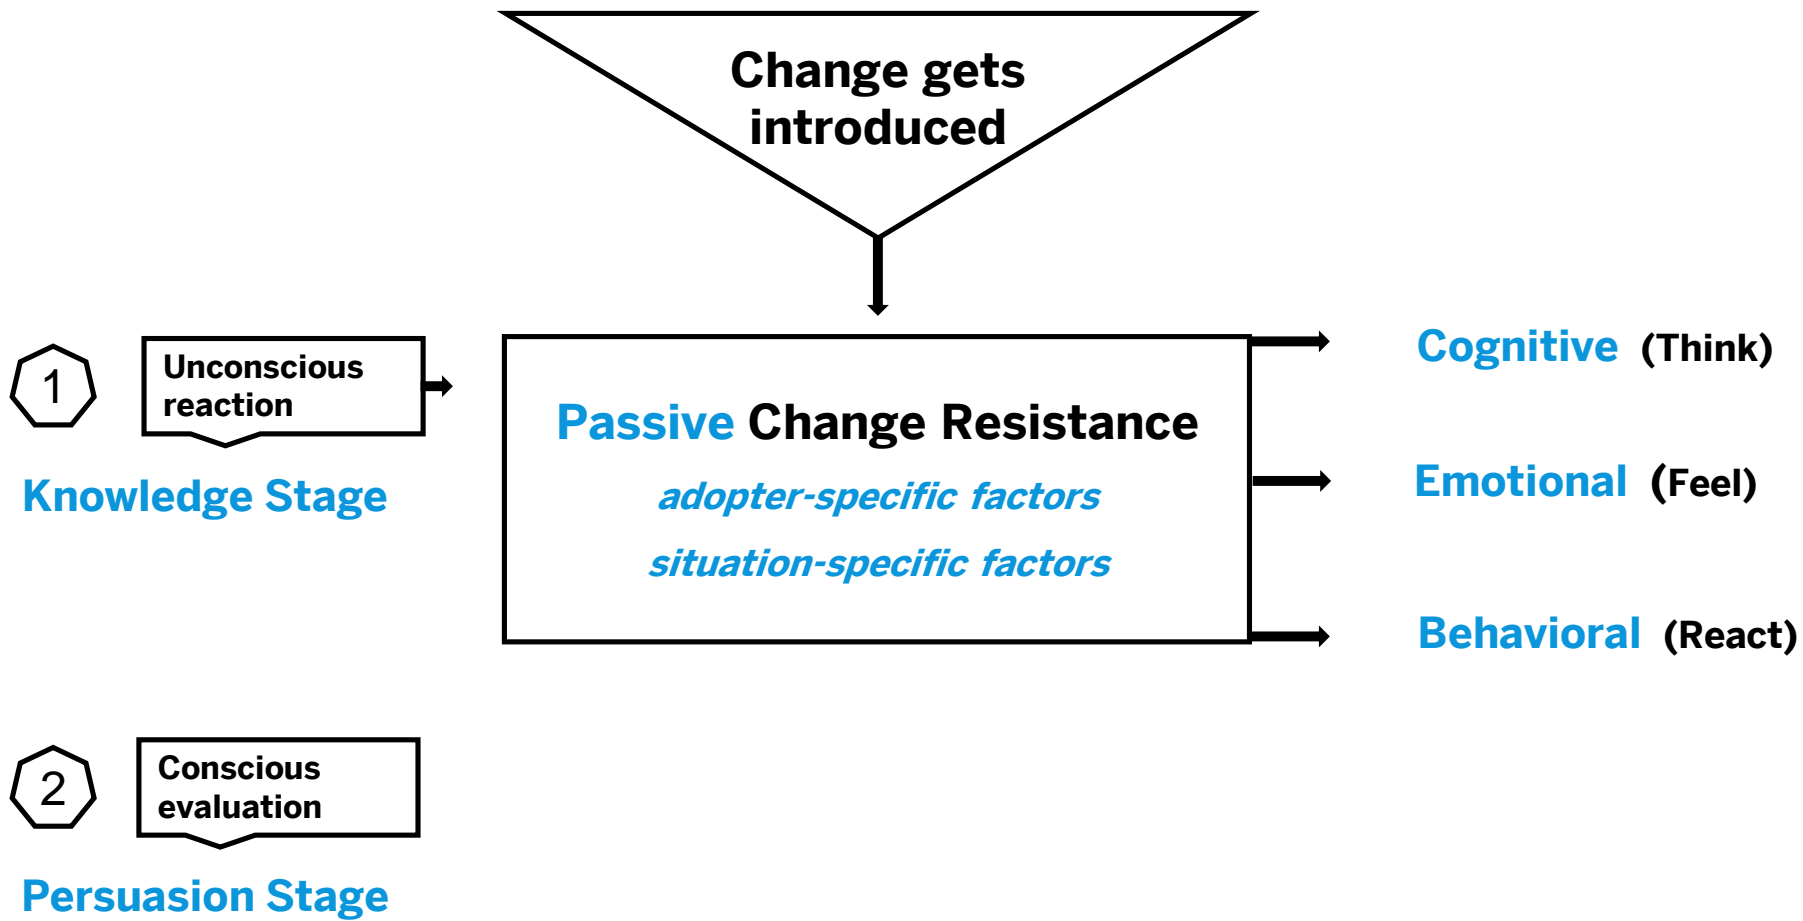 Change gets
introduced
1
Unconscious
reaction
Knowledge Stage
Passive Change Resistance
adopter-specific factors
situation-specific factors
Cognitive (Think)
Emotional (Feel)
Behavioral (React)
2
Conscious
evaluation
Persuasion Stage